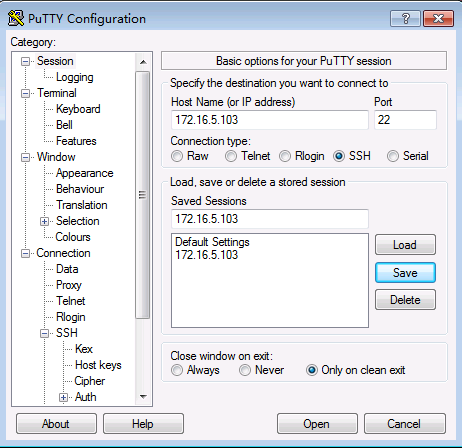 PuTTY Configuration
Category:
Session
Logging
Terminal
Keyboard
Bell
Features
Window
Appearance
Behaviour
Translation
Selection
Colours
Connection
Data
Proxy
Telnet
Rlogin
SSH
Kex
Host keys
Cipher
Auth
Basic options for your PuTTY session
Specify the destination you want to connect to
Host Name (or IP address) Port
172.16.5.103 22
Connection type:
Raw Telnet Rlogin SSH Serial
Load, save or delete a stored session
Saved Sessions
172.16.5.103
Default Settings
172.16.5.103
Load
Save
Delete
Close window on exit:
Always Never Only on clean exit
About Help Open Cancel